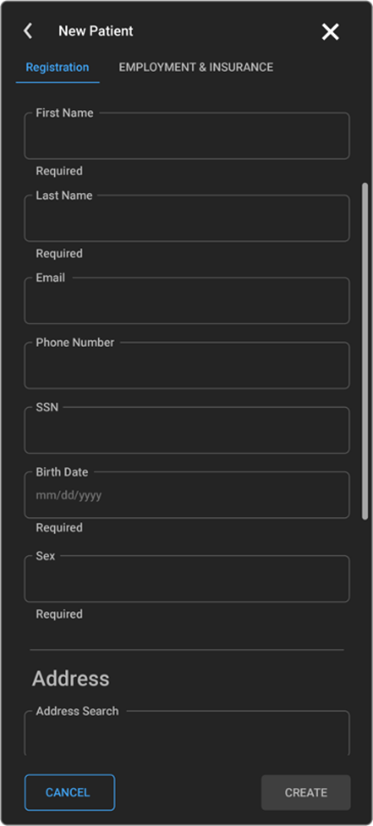 New Patient
Registration EMPLOYMENT & INSURANCE
First Name
Required
Last Name
Required
Email
Phone Number
SSN
Birth Date
mm/dd/yyyy
Required
Sex
Required
Address
Address Search
CANCEL CREATE